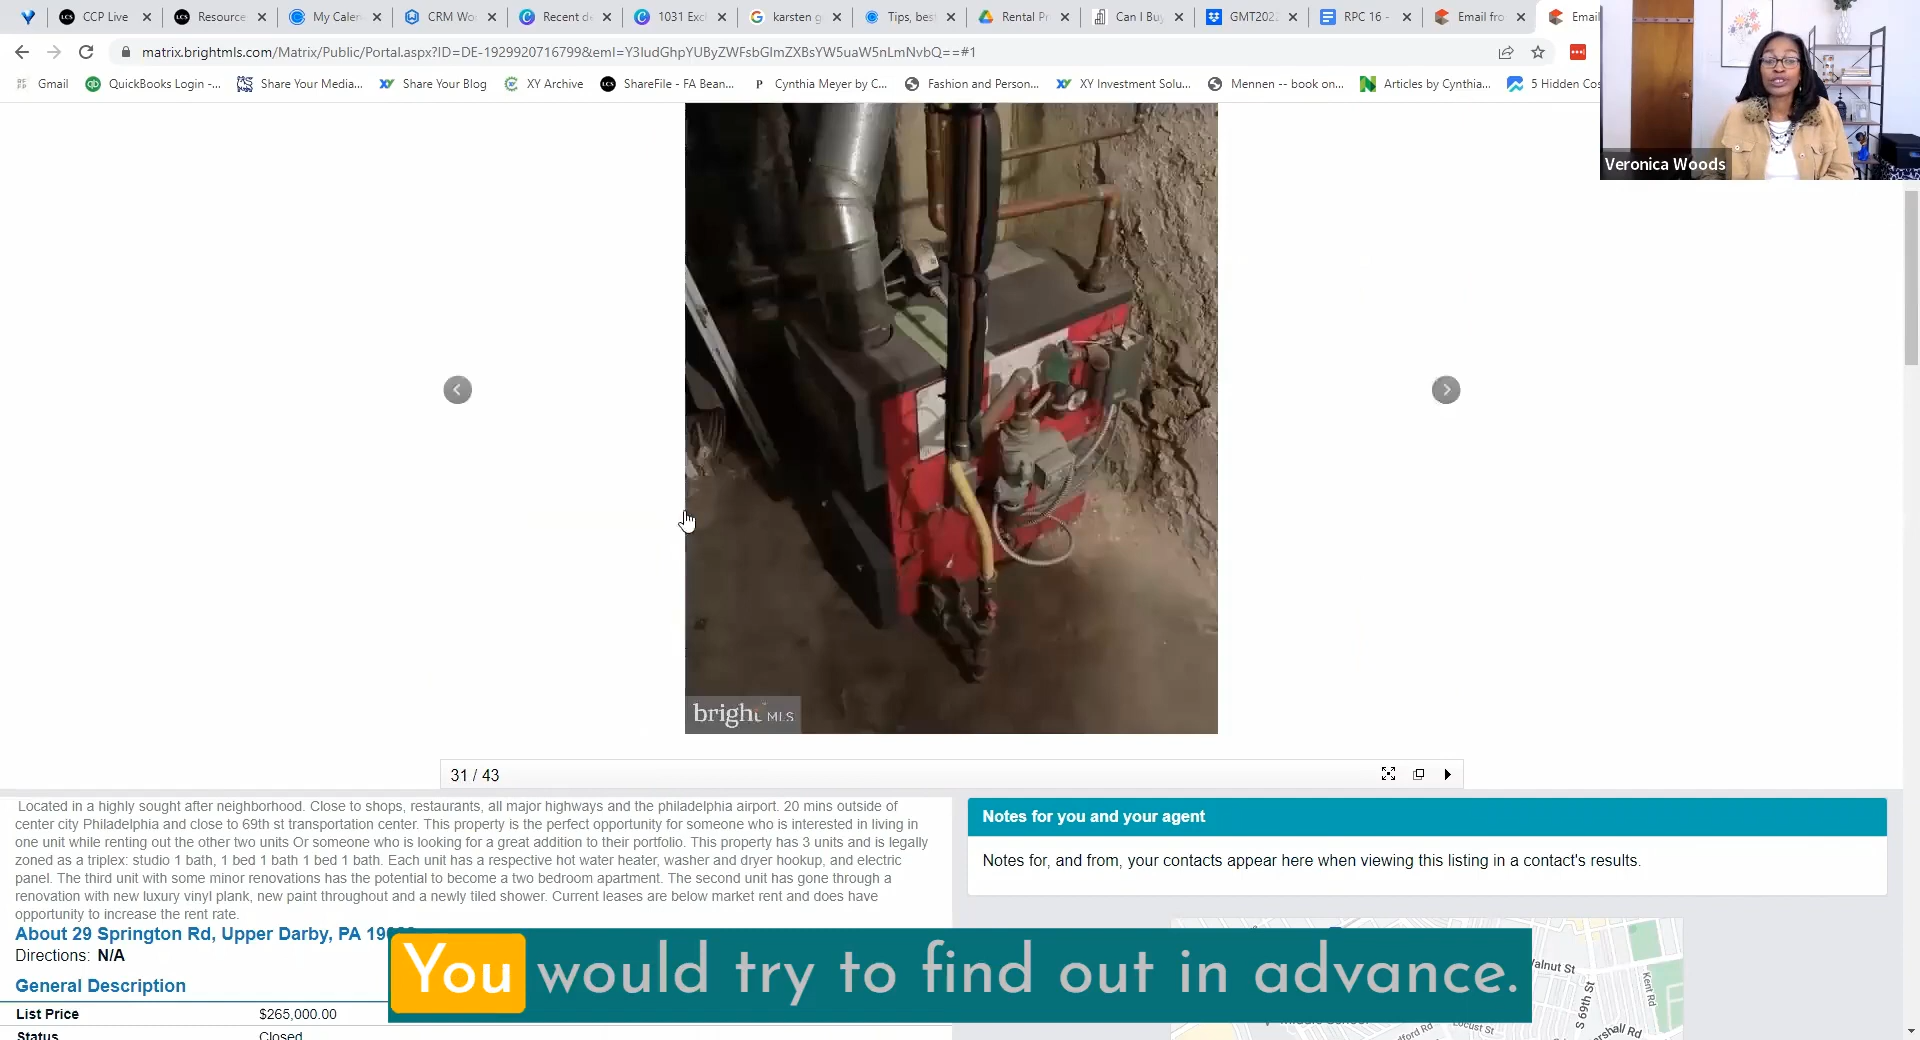 CCP Live
Resource
My Caler
CRM Wo
Recent d
1031 Exc
karsten g
Tips, bes
Rental P
Can I Bu
GMT202
RPC 16 -
Email fro
Email
matrix.brightmls.com/Matrix/Public/Portal.aspx?ID=DE-1929920716799&eml=Y3IudGhpYUByZWFsbGlmZXBsYW5uaW5nLmNvbQ==#1
Gmail
QuickBooks Login -...
Share Your Media...
Share Your Blog
XY Archive
ShareFile - FA Bean...
Cynthia Meyer by C...
Fashion and Person...
XY Investment Solu...
Mennen -- book on...
Articles by Cynthia...
5 Hidden Cos
Veronica Woods
bright MLS
31 / 43
Located in a highly sought after neighborhood. Close to shops, restaurants, all major highways and the philadelphia airport. 20 mins outside of
center city Philadelphia and close to 69th st transportation center. This property is the perfect opportunity for someone who is interested in living in
one unit while renting out the other two units Or someone who is looking for a great addition to their portfolio. This property has 3 units and is legally
zoned as a triplex: studio 1 bath, 1 bed 1 bath 1 bed 1 bath. Each unit has a respective hot water heater, washer and dryer hookup, and electric
panel. The third unit with some minor renovations has the potential to become a two bedroom apartment. The second unit has gone through a
renovation with new luxury vinyl plank, new paint throughout and a newly tiled shower. Current leases are below market rent and does have
opportunity to increase the rent rate.
About 29 Springton Rd, Upper Darby, PA
Directions: N/A
General Description
List Price $265,000.00
Status Closed
Notes for you and your agent
Notes for, and from, your contacts appear here when viewing this listing in a contact's results.
Walnut St
Kent Rd
S 69th St
Locust St
You would try to find out in advance.